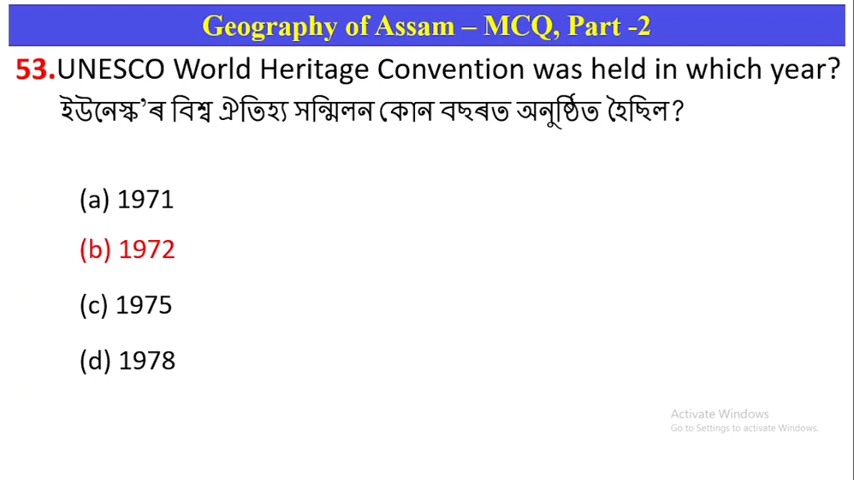 Geography of Assam – MCQ, Part -2
53.UNESCO World Heritage Convention was held in which year?
ইউনেস্ক’ৰ বিশ্ব ঐতিহ্য সন্মিলন কোন বছৰত অনুষ্ঠিত হৈছিল?
(a) 1971
(b) 1972
(c) 1975
(d) 1978
Activate Windows
Go to Settings to activate Windows.